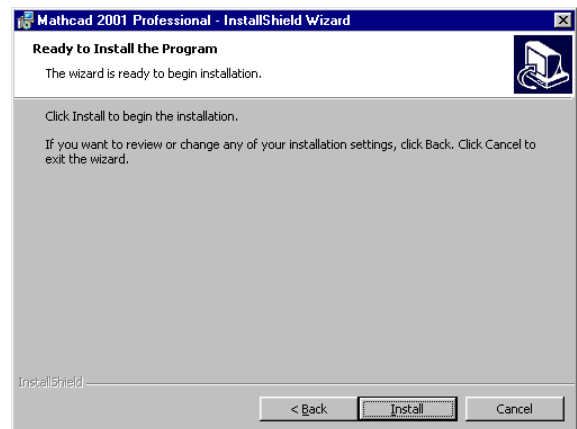 Mathcad 2001 Professional - InstallShield Wizard
Ready to Install the Program
The wizard is ready to begin installation.
Click Install to begin the installation.
If you want to review or change any of your installation settings, click Back. Click Cancel to
exit the wizard.
InstallShield
< Back Install Cancel